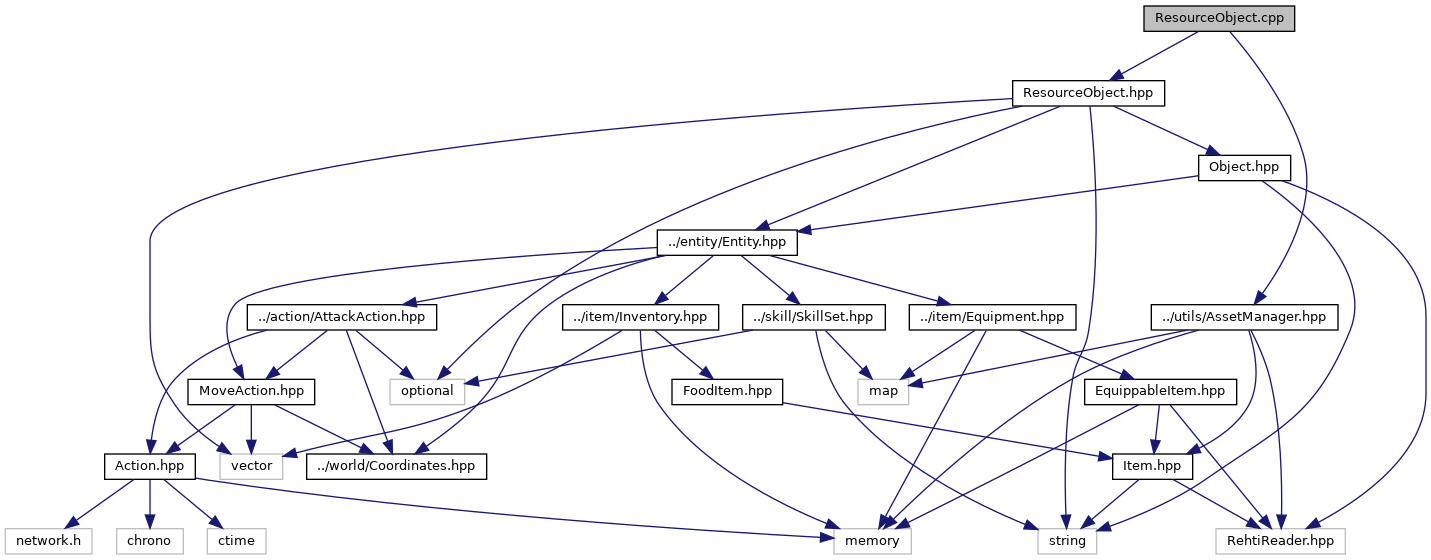 ResourceObject.cpp
ResourceObject.hpp
Object.hpp
../entity/Entity.hpp
../action/AttackAction.hpp
../item/Inventory.hpp
../skill/SkillSet.hpp
../item/Equipment.hpp
../utils/AssetManager.hpp
MoveAction.hpp
optional
FoodItem.hpp
map
EquippableItem.hpp
Action.hpp
vector
../world/Coordinates.hpp
Item.hpp
network.h
chrono
ctime
memory
string
RehtiReader.hpp